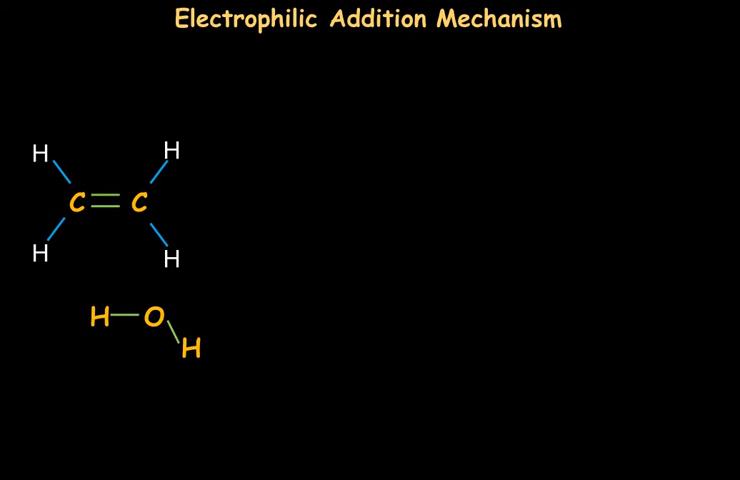 Electrophilic Addition Mechanism
H H
C C
H H
H O
H